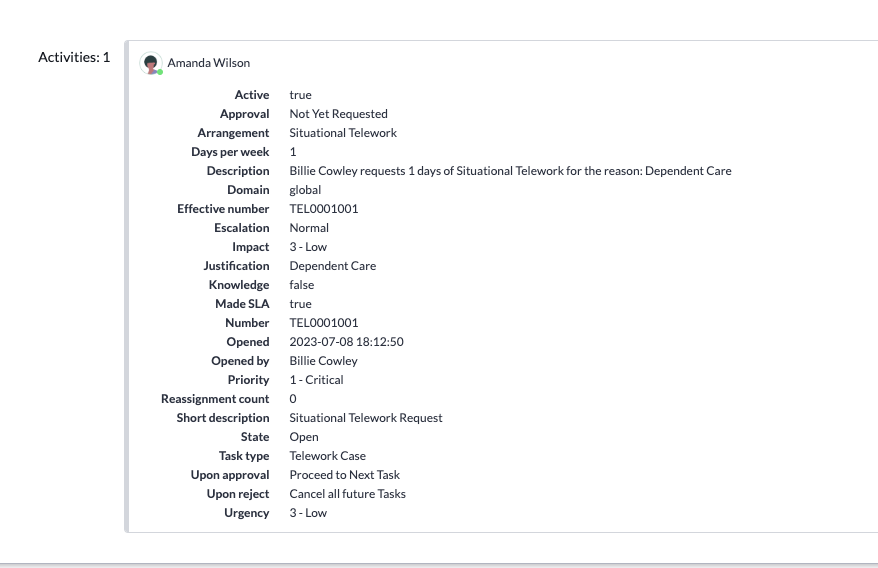 Activities: 1
Amanda Wilson
Active true
Approval Not Yet Requested
Arrangement Situational Telework
Days per week 1
Description Billie Cowley requests 1 days of Situational Telework for the reason: Dependent Care
Domain global
Effective number TEL0001001
Escalation Normal
Impact 3 - Low
Justification Dependent Care
Knowledge false
Made SLA true
Number TEL0001001
Opened 2023-07-08 18:12:50
Opened by Billie Cowley
Priority 1 - Critical
Reassignment count 0
Short description Situational Telework Request
State Open
Task type Telework Case
Upon approval Proceed to Next Task
Upon reject Cancel all future Tasks
Urgency 3 - Low